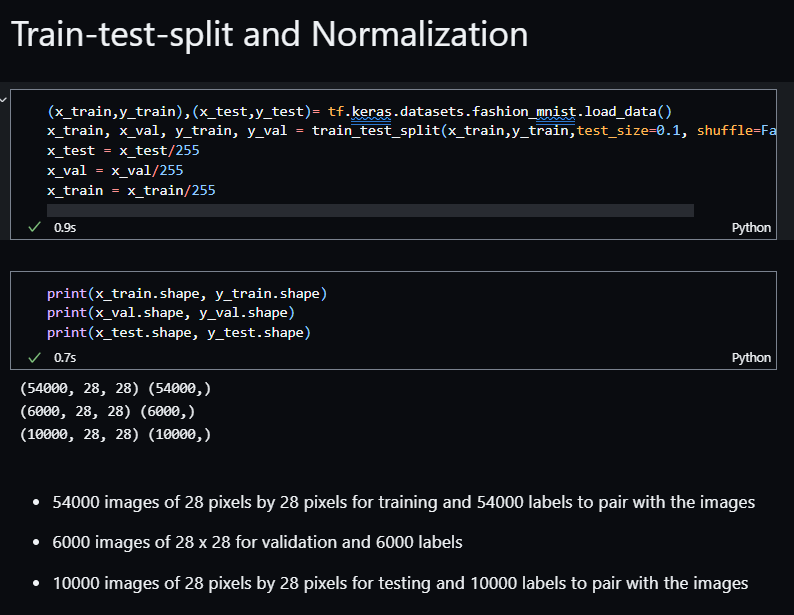 Train-test-split and Normalization
(x_train,y_train),(x_test,y_test)= tf.keras.datasets.fashion_mnist.load_data()
x_train, x_val, y_train, y_val = train_test_split(x_train,y_train,test_size=0.1, shuffle=Fa
x_test = x_test/255
x_val = x_val/255
x_train = x_train/255
0.9s
Python
print(x_train.shape, y_train.shape)
print(x_val.shape, y_val.shape)
print(x_test.shape, y_test.shape)
0.7s
Python
(54000, 28, 28) (54000,)
(6000, 28, 28) (6000,)
(10000, 28, 28) (10000,)
• 54000 images of 28 pixels by 28 pixels for training and 54000 labels to pair with the images
• 6000 images of 28 x 28 for validation and 6000 labels
• 10000 images of 28 pixels by 28 pixels for testing and 10000 labels to pair with the images